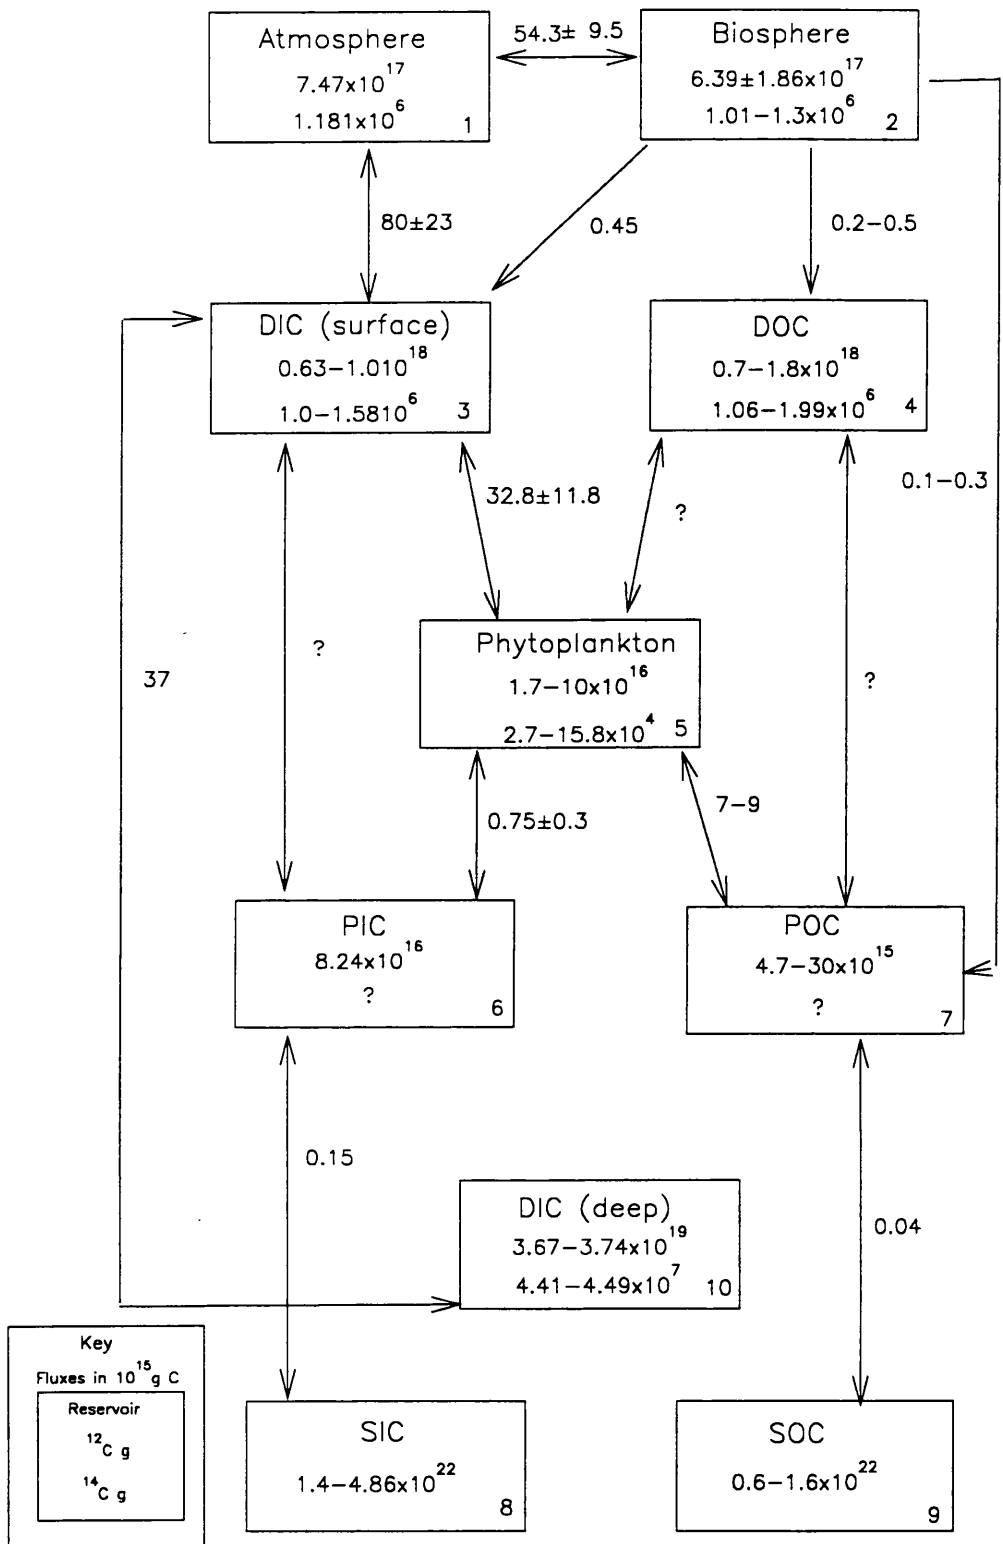 Atmosphere
7.47x10^17
1.181x10^6
1
54.3± 9.5
Biosphere
6.39±1.86x10^17
1.01−1.3x10^6
2
80±23
0.45
0.2−0.5
DIC (surface)
0.63−1.010^18
1.0−1.5810^6
3
DOC
0.7−1.8x10^18
1.06−1.99x10^6
4
0.1−0.3
32.8±11.8
?
?
37
?
Phytoplankton
1.7−10x10^16
2.7−15.8x10^4
5
0.75±0.3
7−9
PIC
8.24x10^16
?
6
POC
4.7−30x10^15
?
7
0.15
0.04
DIC (deep)
3.67−3.74x10^19
4.41−4.49x10^7
10
Key
Fluxes in 10^15 g C
Reservoir
^12C g
^14C g
SIC
1.4−4.86x10^22
8
SOC
0.6−1.6x10^22
9